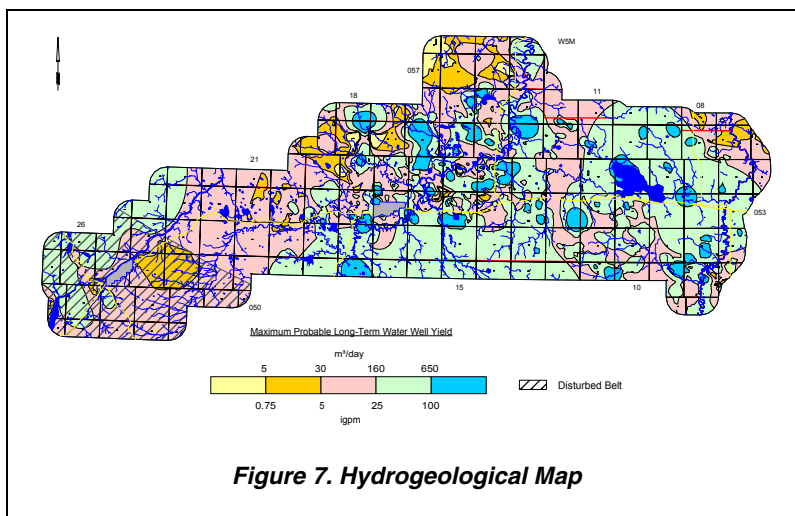 W5M
057
11
18
08
21
053
26
15
10
050
Maximum Probable Long-Term Water Well Yield
m³/day
5 30 160 650
0.75 5 25 100
igpm
Disturbed Belt
Figure 7. Hydrogeological Map